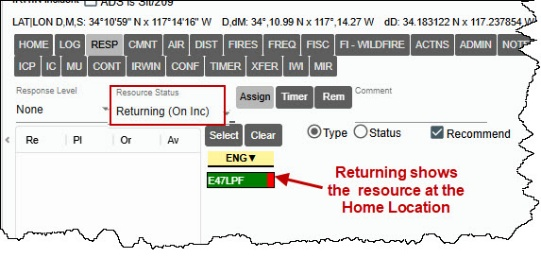 ADS is Sit/209
LAT|LON D,M,S: 34°10'59" N x 117°14'16" W D,dM: 34°,10.99 N x 117°,14.27 W dD: 34.183122 N x 117.237854 W
HOME LOG RESP CMNT AIR DIST FIRES FREQ FISC FI - WILDFIRE ACTNS ADMIN
ICP IC MU CONT IRWIN CONF TIMER XFER IWI MIR
Response Level Resource Status Assign Timer Rem Comment
None Returning (On Inc)
Re Pl Or Av Select Clear Type Status Recommend
ENG▼
E47LPF
Returning shows
the resource at the
Home Location